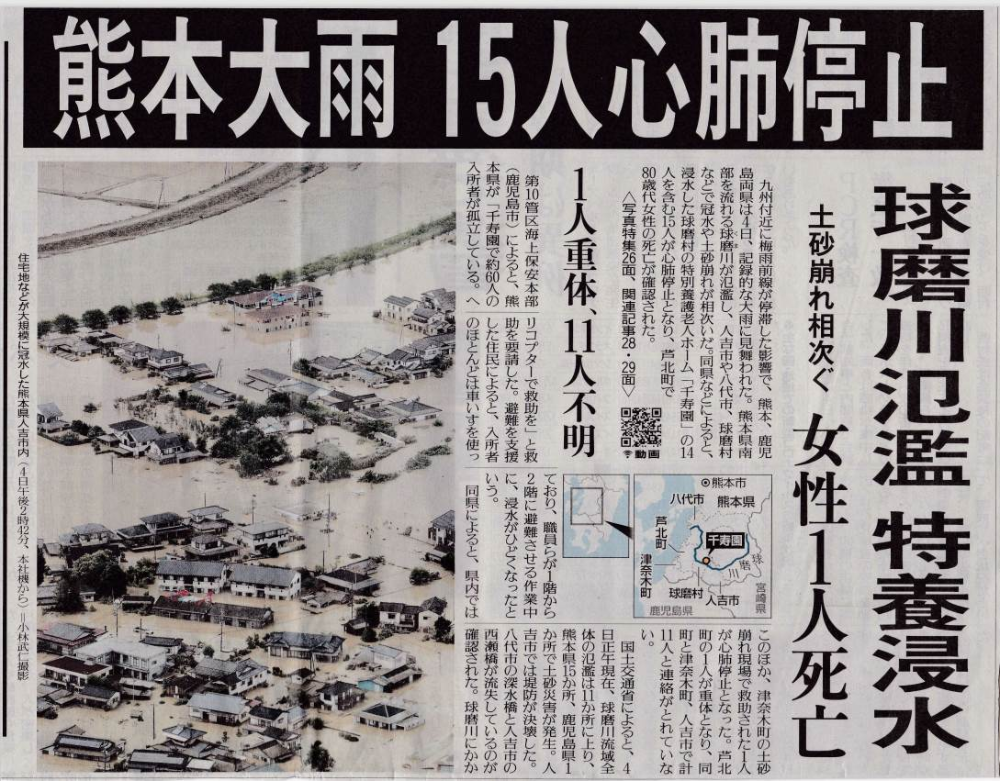 熊本大雨 15人心肺停止
球磨川氾濫 特養浸水
土砂崩れ相次ぐ 女性1人死亡
九州付近に梅雨前線が停滞した影響で、熊本、鹿児
島両県は4日、記録的な大雨に見舞われた。熊本県南
部を流れる球磨川が氾濫し、人吉市や八代市、球磨村
などで冠水や土砂崩れが相次いだ。同県などによると、
浸水した球磨村の特別養護老人ホーム「千寿園」の14
人を含む15人が心肺停止となり、芦北町で
80歳代女性の死亡が確認された。
〈写真特集26面、関連記事28・29面〉
動画
1人重体、11人不明
第10管区海上保安本部
（鹿児島市）によると、熊
本県が「千寿園で約60人の
入所者が孤立している。ヘ
リコプターで救助を」と救
助を要請した。避難を支援
した住民によると、入所者
のほとんどは車いすを使っ
ており、職員らが1階から
2階に避難させる作業中
に、浸水がひどくなったと
いう。
同県によると、県内では
このほか、津奈木町の土砂
崩れ現場で救助された1人
が心肺停止となった。芦北
町の1人が重体となり、同
町と津奈木町、人吉市で計
11人と連絡がとれていな
い。
国土交通省によると、4
日正午現在、球磨川流域全
体の氾濫は11か所に上り、
熊本県15か所、鹿児島県1
か所で土砂災害が発生。人
吉市では堤防が決壊した。
八代市の深水橋と人吉市の
西瀬橋が流失しているのが
確認された。球磨川にかか
熊本市
八代市
熊本県
芦北町
千寿園
球磨川
津奈木町
球磨村
人吉市
宮崎県
鹿児島県
住宅地などが大規模に冠水した熊本県人吉市内（4日午後2時42分、本社機から）＝小林武仁撮影